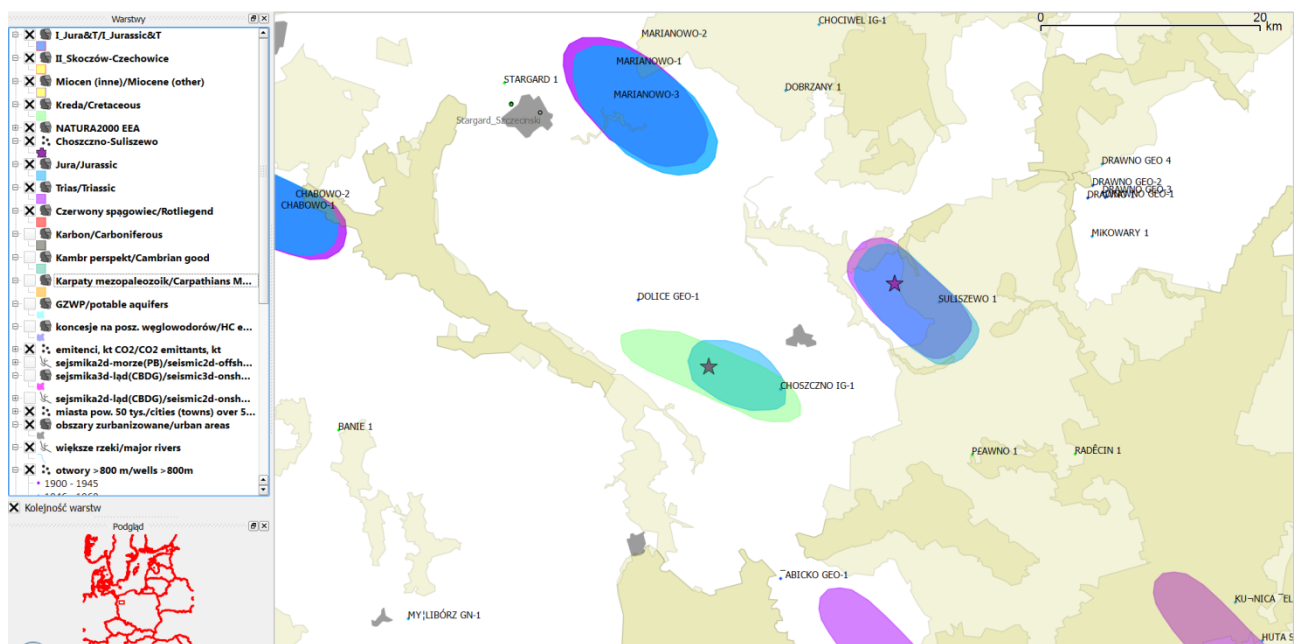 Warstwy
I_Jura&T/I_Jurassic&T
II_Skoczów-Czechowice
Miocen (inne)/Miocene (other)
Kreda/Cretaceous
NATURA2000 EEA
Choszczno-Suliszewo
Jura/Jurassic
Trias/Triassic
Czerwony spągowiec/Rotliegend
Karbon/Carboniferous
Kambr perspekt/Cambrian good
Karpaty mezopaleozoik/Carpathians M...
GZWP/potable aquifers
koncesje na posz. węglowodorów/HC e...
emitenci, kt CO2/CO2 emittants, kt
sejsmika2d-morze(PB)/seismic2d-offsh...
sejsmika3d-ląd(CBDG)/seismic3d-onsh...
sejsmika2d-ląd(CBDG)/seismic2d-onsh...
miasta pow. 50 tys./cities (towns) over 5...
obszary zurbanizowane/urban areas
większe rzeki/major rivers
otwory >800 m/wells >800m
1900 - 1945
Kolejność warstw
Podgląd
0 20
km
CHOCIWEL IG-1
MARIANOWO-2
MARIANOWO-1
STARGARD 1
DOBRZANY 1
MARIANOWO-3
Stargard_Szczecinski
DRAWNO GEO 4
DRAWNO GEO-2
DRAWNO GEO-3
DRAWNO GEO-1
CHABOWO-2
CHABOWO-1
MiKOWARY 1
DOLICE GEO-1
SULISZEWO 1
CHOSZCZNO IG-1
BANIE 1
PŁAWNO 1
RADÊCIN 1
¯ABICKO GEO-1
MY¦LIBÓRZ GN-1
KU¬NICA ¯EL
HUTA S